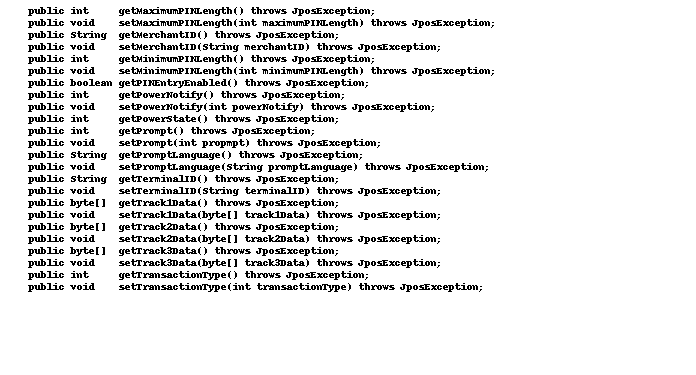 public int     getMaximumPINLength() throws JposException;
public void    setMaximumPINLength(int maximumPINLength) throws JposException;
public String  getMerchantID() throws JposException;
public void    setMerchantID(String merchantID) throws JposException;
public int     getMinimumPINLength() throws JposException;
public void    setMinimumPINLength(int minimumPINLength) throws JposException;
public boolean getPINEntryEnabled() throws JposException;
public int     getPowerNotify() throws JposException;
public void    setPowerNotify(int powerNotify) throws JposException;
public int     getPowerState() throws JposException;
public int     getPrompt() throws JposException;
public void    setPrompt(int propmpt) throws JposException;
public String  getPromptLanguage() throws JposException;
public void    setPromptLanguage(String promptLanguage) throws JposException;
public String  getTerminalID() throws JposException;
public void    setTerminalID(String terminalID) throws JposException;
public byte[]  getTrack1Data() throws JposException;
public void    setTrack1Data(byte[] track1Data) throws JposException;
public byte[]  getTrack2Data() throws JposException;
public void    setTrack2Data(byte[] track2Data) throws JposException;
public byte[]  getTrack3Data() throws JposException;
public void    setTrack3Data(byte[] track3Data) throws JposException;
public int     getTransactionType() throws JposException;
public void    setTransactionType(int transactionType) throws JposException;